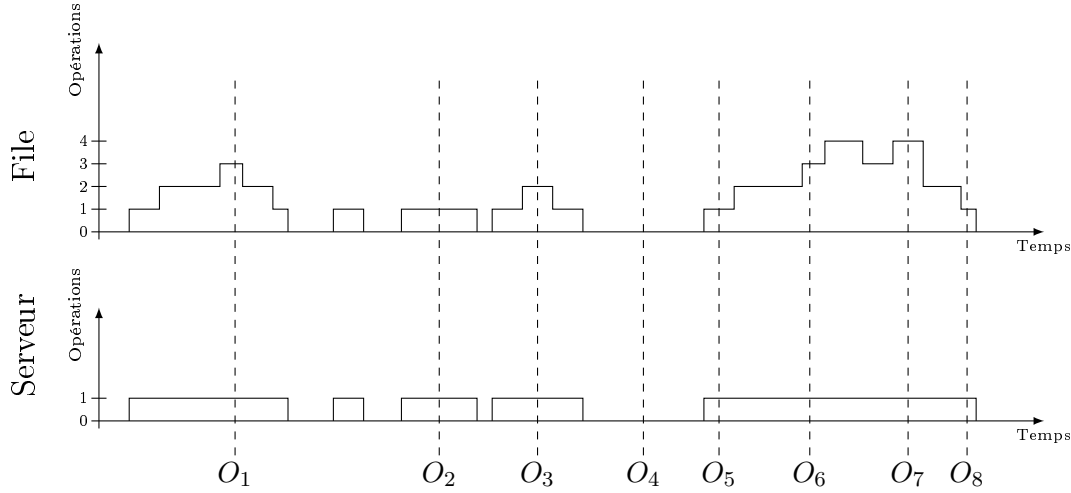 Opérations
File
4
3
2
1
0
Temps
Opérations
Serveur
1
0
Temps
O1 O2 O3 O4 O5 O6 O7 O8